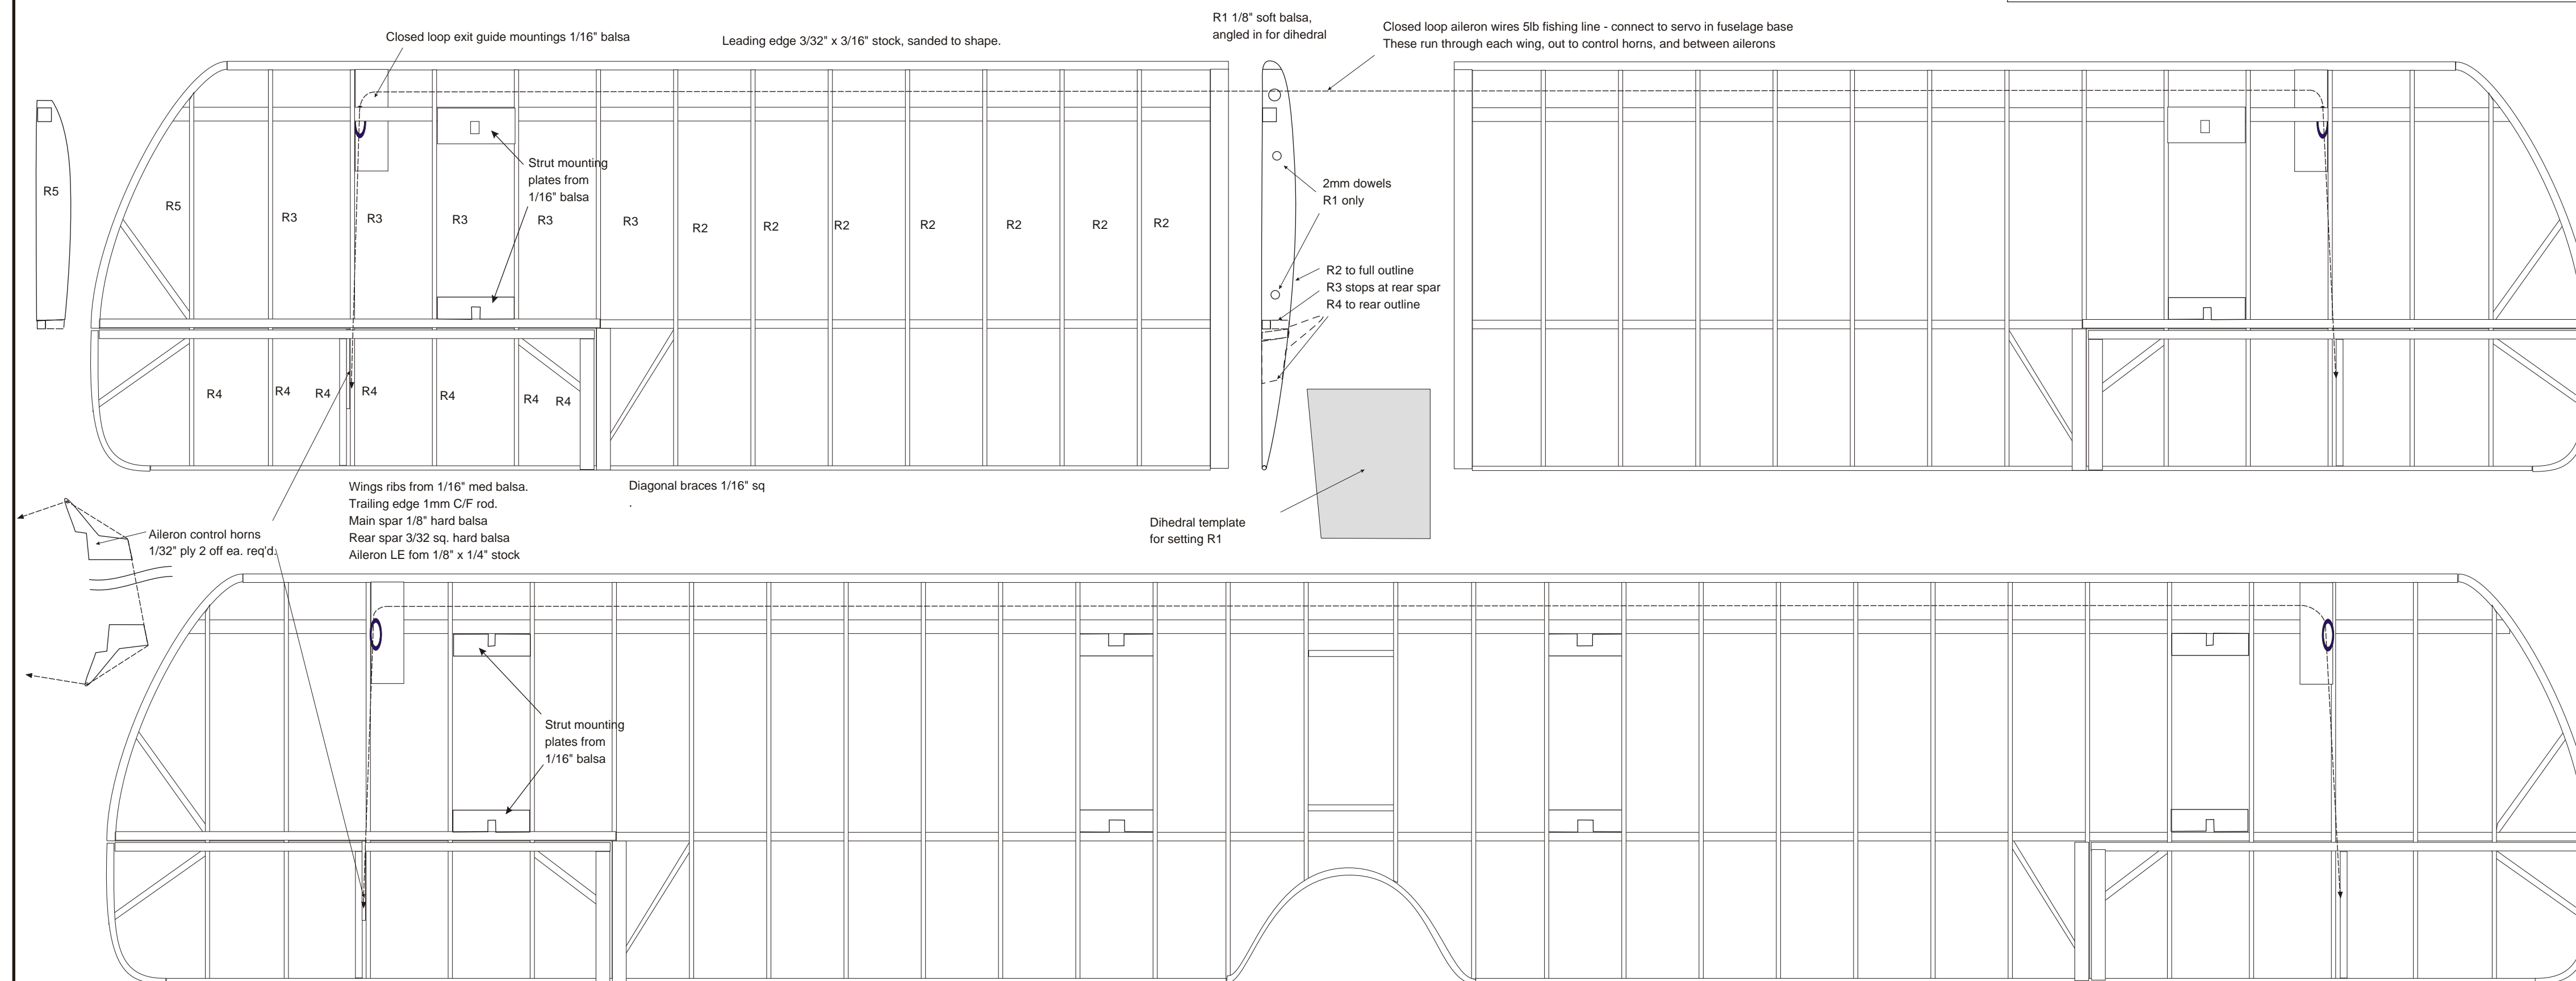 Closed loop exit guide mountings 1/16" balsa
Leading edge 3/32" x 3/16" stock, sanded to shape.
R1 1/8" soft balsa,
angled in for dihedral
Closed loop aileron wires 5lb fishing line - connect to servo in fuselage base
These run through each wing, out to control horns, and between ailerons
Strut mounting
plates from
1/16" balsa
R5
R5
R3
R3
R3
R3
R3
R2
R2
R2
R2
R2
R2
R2
2mm dowels
R1 only
R2 to full outline
R3 stops at rear spar
R4 to rear outline
R4
R4
R4
R4
R4
R4
R4
Wings ribs from 1/16" med balsa.
Trailing edge 1mm C/F rod.
Main spar 1/8" hard balsa
Rear spar 3/32 sq. hard balsa
Aileron LE fom 1/8" x 1/4" stock
Diagonal braces 1/16" sq
.
Aileron control horns
1/32" ply 2 off ea. req'd.
Dihedral template
for setting R1
Strut mounting
plates from
1/16" balsa